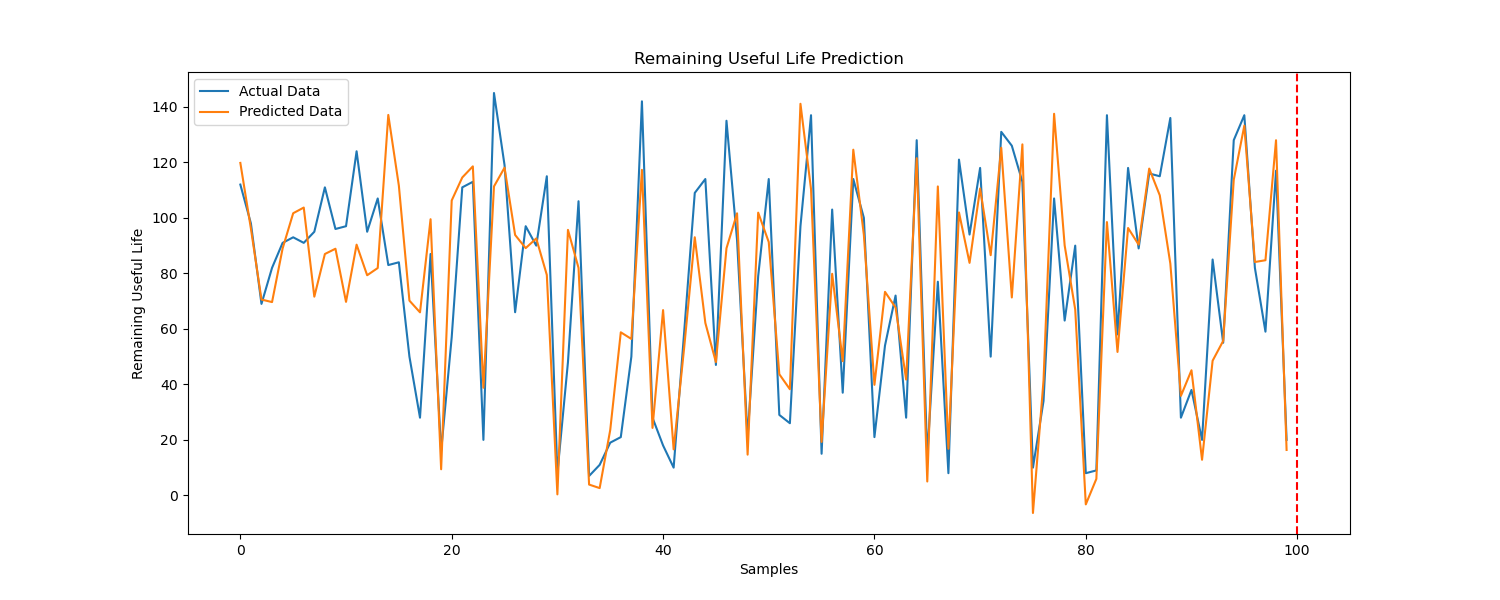 Remaining Useful Life Prediction
Actual Data
Predicted Data
Remaining Useful Life
140
120
100
80
60
40
20
0
0 20 40 60 80 100
Samples